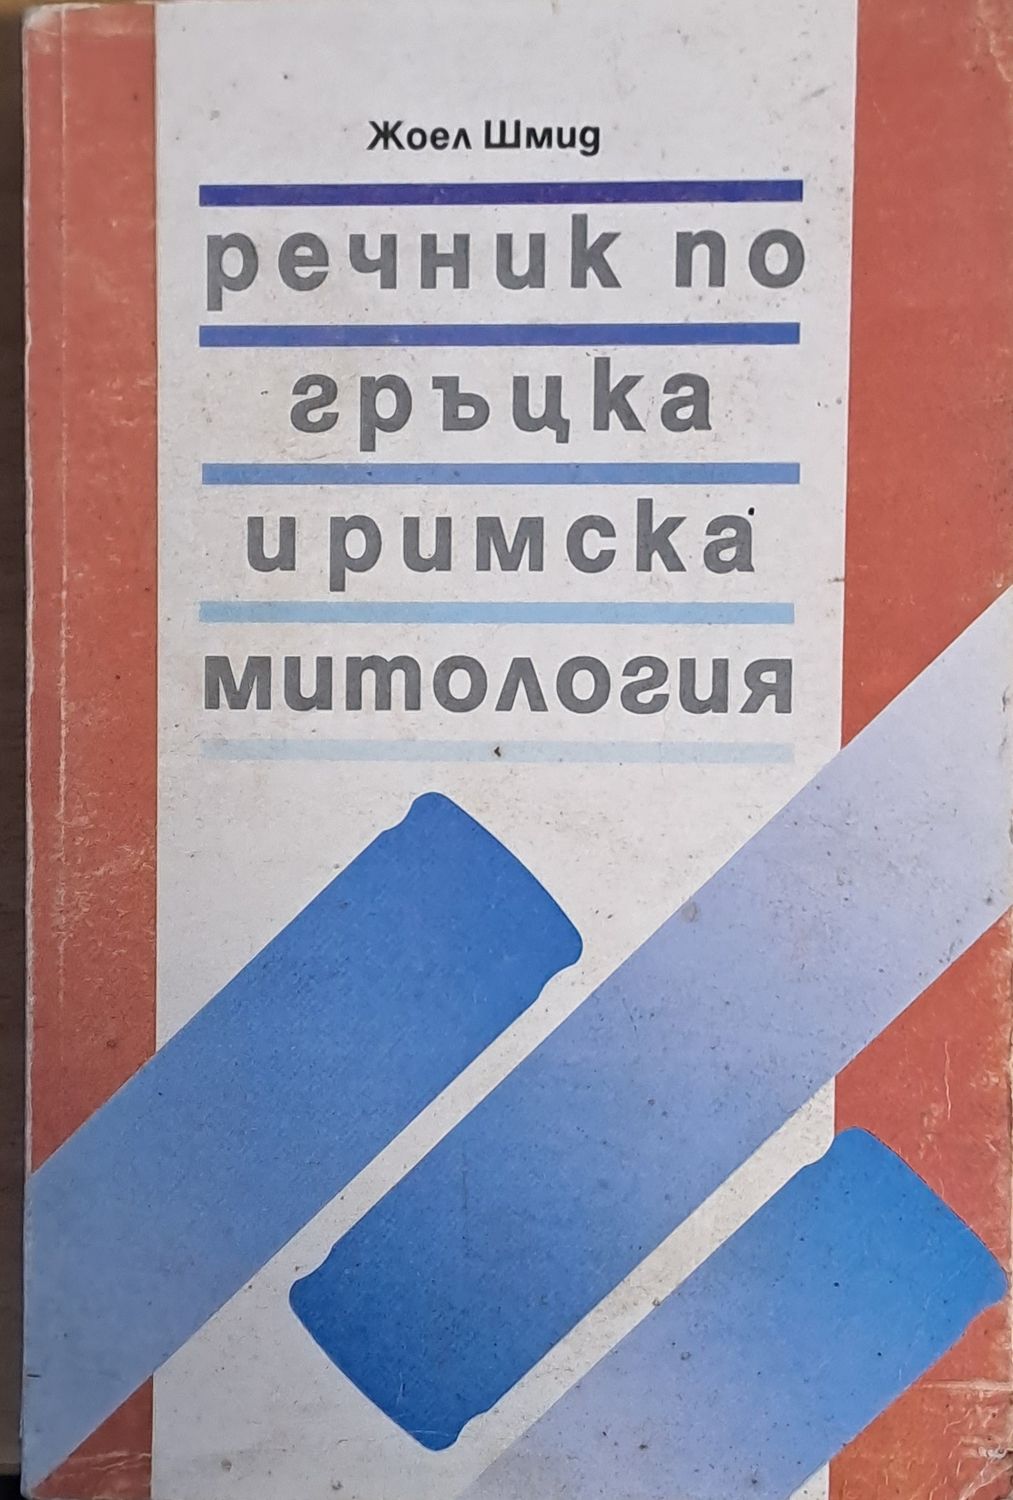 Жоел Шмид
речник по
гръцка
и римска
митология